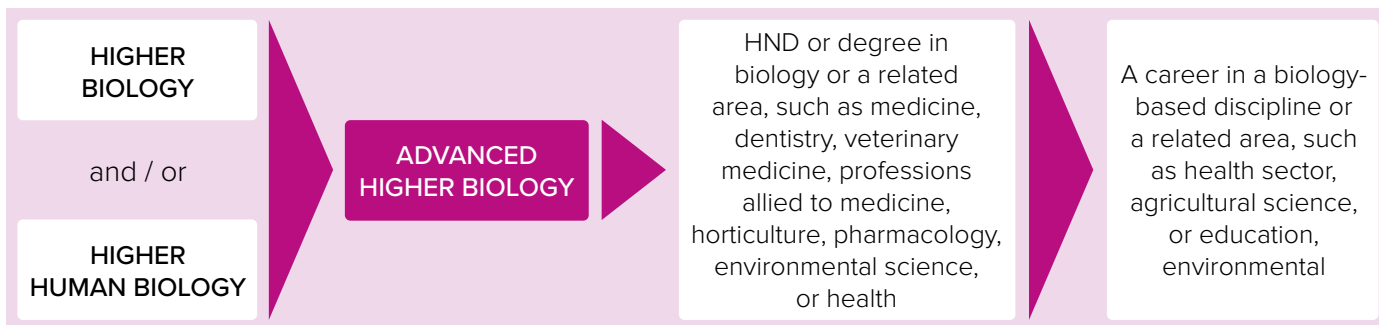 HIGHER
BIOLOGY
and / or
HIGHER
HUMAN BIOLOGY
ADVANCED
HIGHER BIOLOGY
HND or degree in
biology or a related
area, such as medicine,
dentistry, veterinary
medicine, professions
allied to medicine,
horticulture, pharmacology,
environmental science,
or health
A career in a biology-
based discipline or
a related area, such
as health sector,
agricultural science,
or education,
environmental